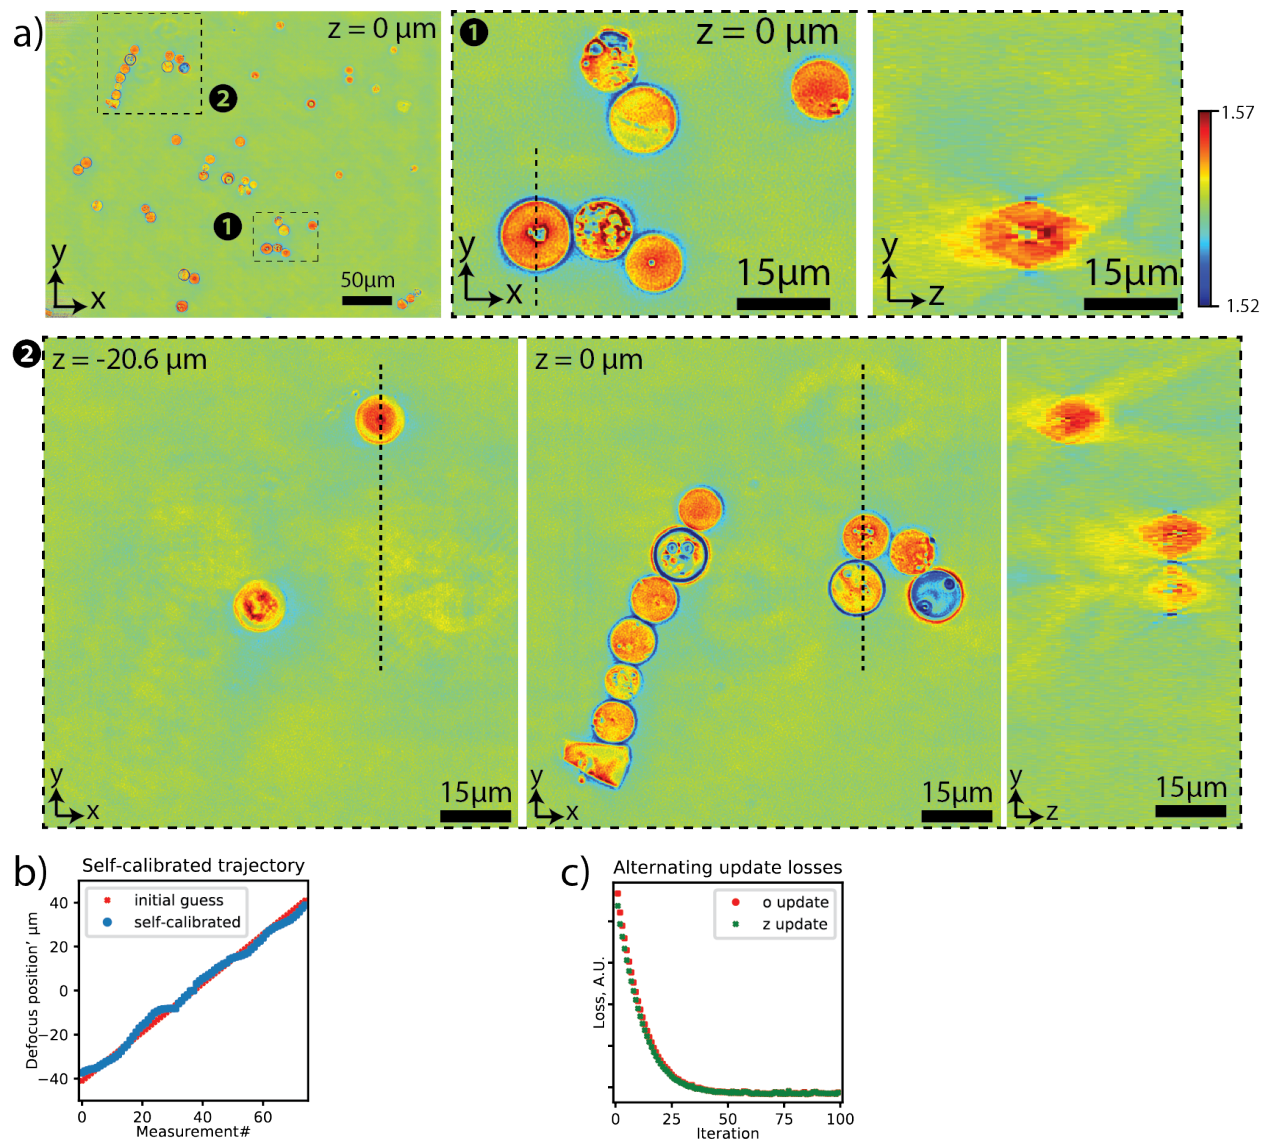 a)
z = 0 µm
2
1
y
x
50µm
1
z = 0 µm
y
x
15µm
y
z
15µm
1.57
1.52
2
z = -20.6 µm
y
x
15µm
z = 0 µm
y
x
15µm
y
z
15µm
b)
Self-calibrated trajectory
initial guess
self-calibrated
Defocus position' µm
40
20
0
−20
−40
0
20
40
60
Measurement#
c)
Alternating update losses
o update
z update
Loss, A.U.
0
25
50
75
100
Iteration